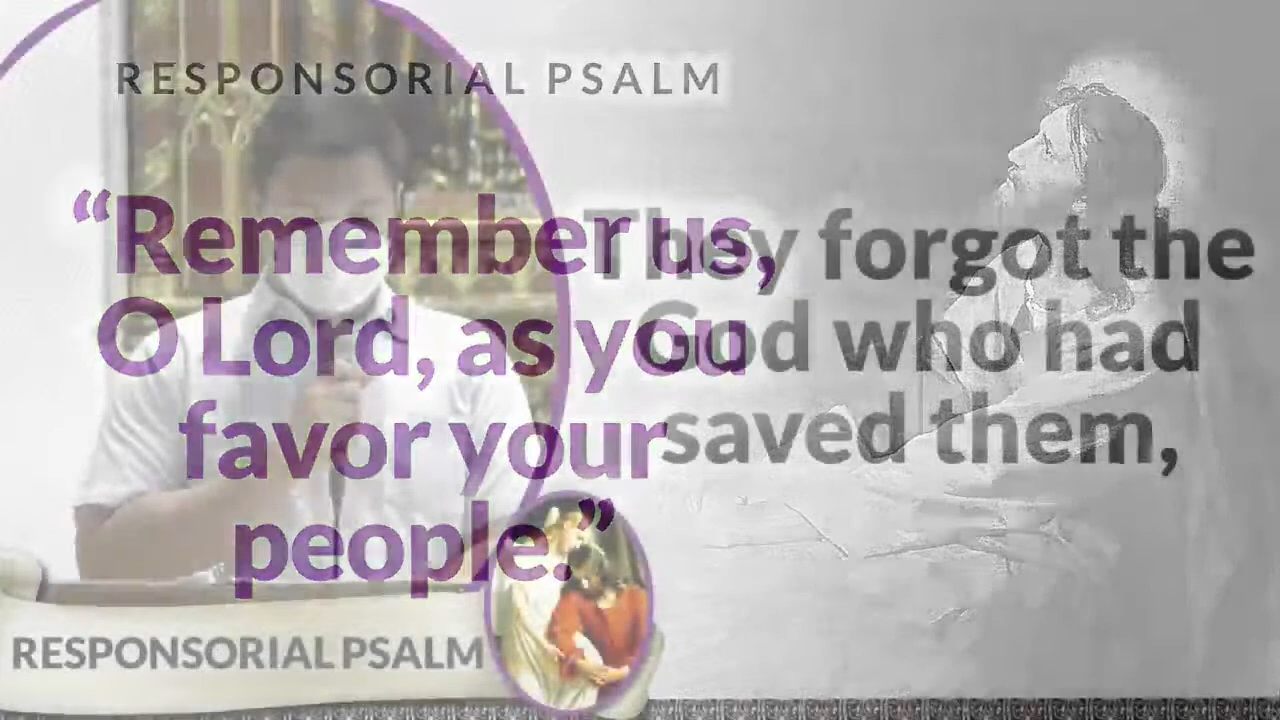 RESPONSORIAL PSALM
“Remember us,
O Lord, as you
favor your
people.”
They forgot the
God who had
saved them,
RESPONSORIAL PSALM